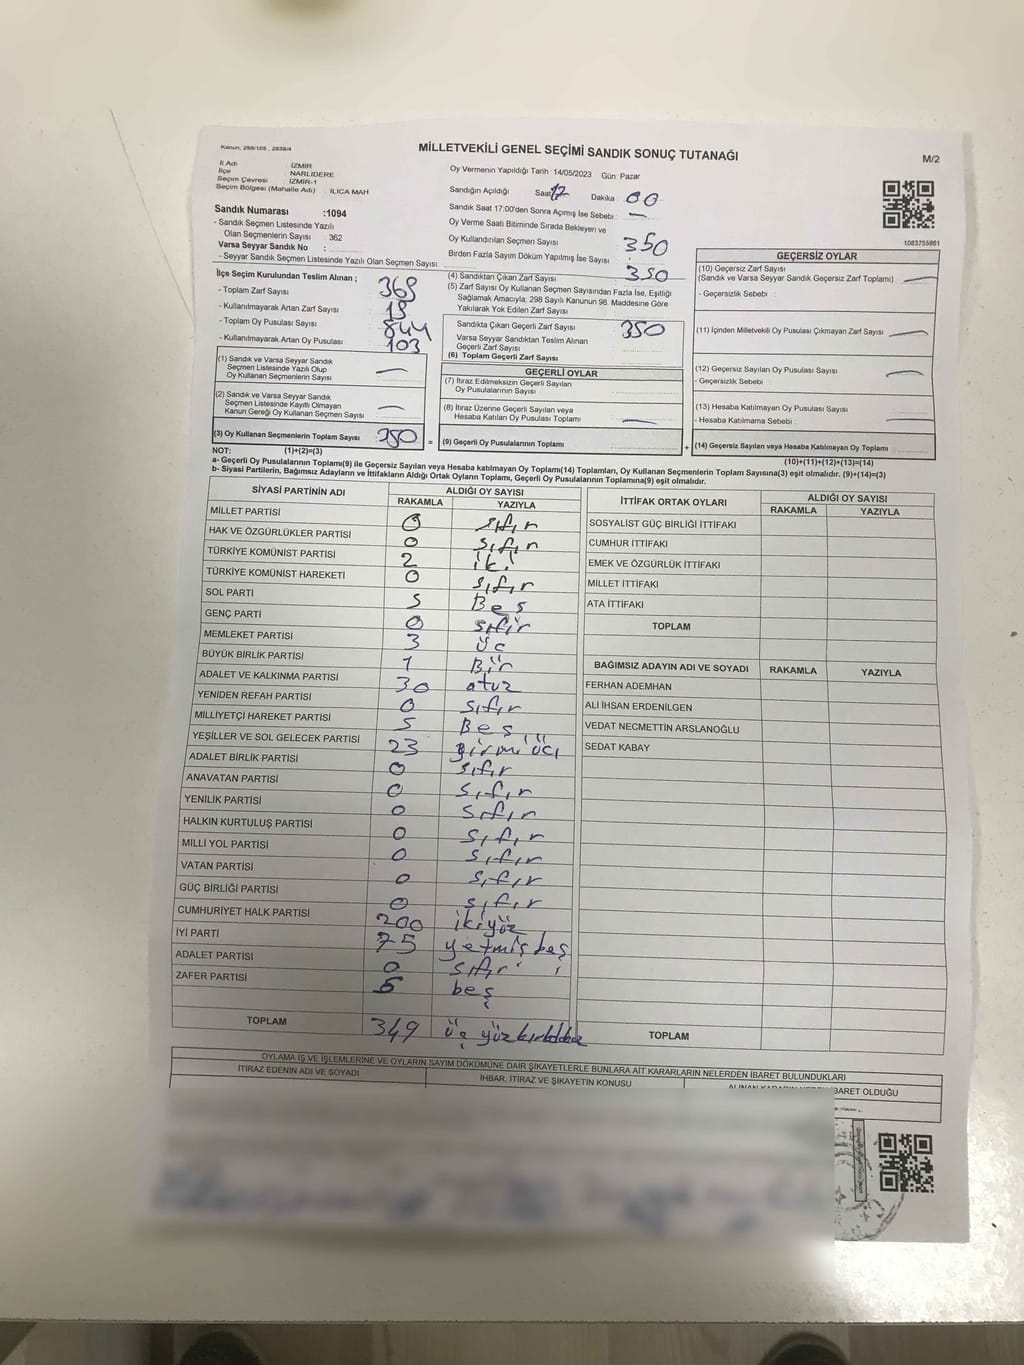 Kanun, 298/105 , 2839/4
MİLLETVEKİLİ GENEL SEÇİMİ SANDIK SONUÇ TUTANAĞI
M/2
İl Adı : İZMİR
İlçe : NARLIDERE
Seçim Çevresi : İZMİR-1
Seçim Bölgesi (Mahalle Adı) : ILICA MAH
Oy Vermenin Yapıldığı Tarih : 14/05/2023 Gün: Pazar
Sandığın Açıldığı Saat 17 Dakika 00
Sandık Saat 17:00'den Sonra Açımış İse Sebebi : —
Oy Verme Saati Bitiminde Sırada Bekleyen ve
Oy Kullandırılan Seçmen Sayısı 350
Birden Fazla Sayım Döküm Yapılmış İse Sayısı
1083755861
Sandık Numarası :1094
- Sandık Seçmen Listesinde Yazılı
Olan Seçmenlerin Sayısı : 362
Varsa Seyyar Sandık No :
- Seyyar Sandık Seçmen Listesinde Yazılı Olan Seçmen Sayısı
İlçe Seçim Kurulundan Teslim Alınan ;
- Toplam Zarf Sayısı 369
- Kullanılmayarak Artan Zarf Sayısı 19
- Toplam Oy Pusulası Sayısı 844
- Kullanılmayarak Artan Oy Pusulası 103
(1) Sandık ve Varsa Seyyar Sandık
Seçmen Listesinde Yazılı Olup
Oy Kullanan Seçmenlerin Sayısı —
(2) Sandık ve Varsa Seyyar Sandık
Seçmen Listesinde Kayıtlı Olmayan
Kanun Gereği Oy Kullanan Seçmen Sayısı —
(3) Oy Kullanan Seçmenlerin Toplam Sayısı 350
(1)+(2)=(3)
(4) Sandıktan Çıkan Zarf Sayısı 350
(5) Zarf Sayısı Oy Kullanan Seçmen Sayısından Fazla İse, Eşitliği
Sağlamak Amacıyla, 298 Sayılı Kanunun 98. Maddesine Göre
Yakılarak Yok Edilen Zarf Sayısı
Sandıkta Çıkan Geçerli Zarf Sayısı 350
Varsa Seyyar Sandıktan Teslim Alınan
Geçerli Zarf Sayısı
(6) Toplam Geçerli Zarf Sayısı
GEÇERLİ OYLAR
(7) İtiraz Edilmeksizin Geçerli Sayılan
Oy Pusulalarının Sayısı
(8) İtiraz Üzerine Geçerli Sayılan veya
Hesaba Katılan Oy Pusulası Toplamı —
= (9) Geçerli Oy Pusulalarının Toplamı
GEÇERSİZ OYLAR
(10) Geçersiz Zarf Sayısı
(Sandık ve Varsa Seyyar Sandık Geçersiz Zarf Toplamı) —
- Geçersizlik Sebebi :
(11) İçinden Milletvekili Oy Pusulası Çıkmayan Zarf Sayısı —
(12) Geçersiz Sayılan Oy Pusulası Sayısı —
- Geçersizlik Sebebi :
(13) Hesaba Katılmayan Oy Pusulası Sayısı
- Hesaba Katılmama Sebebi :
+ (14) Geçersiz Sayılan veya Hesaba Katılmayan Oy Toplamı
(10)+(11)+(12)+(13)=(14)
NOT:
a- Geçerli Oy Pusulalarının Toplamı(9) ile Geçersiz Sayılan veya Hesaba katılmayan Oy Toplamı(14) Toplamları, Oy Kullanan Seçmenlerin Toplam Sayısına(3) eşit olmalıdır. (9)+(14)=(3)
b- Siyasi Partilerin, Bağımsız Adayların ve İttifakların Aldığı Ortak Oyların Toplamı, Geçerli Oy Pusulalarının Toplamına(9) eşit olmalıdır.
SİYASİ PARTİNİN ADI ALDIĞI OY SAYISI
RAKAMLA YAZIYLA
MİLLET PARTİSİ 0 sıfır
HAK VE ÖZGÜRLÜKLER PARTİSİ 0 sıfır
TÜRKİYE KOMÜNİST PARTİSİ 2 iki
TÜRKİYE KOMÜNİST HAREKETİ 0 sıfır
SOL PARTİ 5 Beş
GENÇ PARTİ 0 sıfır
MEMLEKET PARTİSİ 3 üç
BÜYÜK BİRLİK PARTİSİ 1 Bir
ADALET VE KALKINMA PARTİSİ 30 otuz
YENİDEN REFAH PARTİSİ 0 sıfır
MİLLİYETÇİ HAREKET PARTİSİ 5 Beş
YEŞİLLER VE SOL GELECEK PARTİSİ 23 yirmi üç
ADALET BİRLİK PARTİSİ 0 sıfır
ANAVATAN PARTİSİ 0 sıfır
YENİLİK PARTİSİ 0 sıfır
HALKIN KURTULUŞ PARTİSİ 0 sıfır
MİLLİ YOL PARTİSİ 0 sıfır
VATAN PARTİSİ 0 sıfır
GÜÇ BİRLİĞİ PARTİSİ 0 sıfır
CUMHURİYET HALK PARTİSİ 200 ikiyüz
İYİ PARTİ 75 yetmiş beş
ADALET PARTİSİ 0 sıfır
ZAFER PARTİSİ 5 beş
TOPLAM 349 üç yüz
İTTİFAK ORTAK OYLARI ALDIĞI OY SAYISI
RAKAMLA YAZIYLA
SOSYALİST GÜÇ BİRLİĞİ İTTİFAKI
CUMHUR İTTİFAKI
EMEK VE ÖZGÜRLÜK İTTİFAKI
MİLLET İTTİFAKI
ATA İTTİFAKI
TOPLAM
BAĞIMSIZ ADAYIN ADI VE SOYADI RAKAMLA YAZIYLA
FERHAN ADEMHAN
ALİ İHSAN ERDENİLGEN
VEDAT NECMETTİN ARSLANOĞLU
SEDAT KABAY
TOPLAM
OYLAMA İŞ VE İŞLEMLERİNE VE OYLARIN SAYIM DÖKÜMÜNE DAİR ŞİKAYETLERLE BUNLARA AİT KARARLARIN NELERDEN İBARET BULUNDUKLARI
İTİRAZ EDENİN ADI VE SOYADI İHBAR, İTİRAZ VE ŞİKAYETİN KONUSU İBARET OLDUĞU